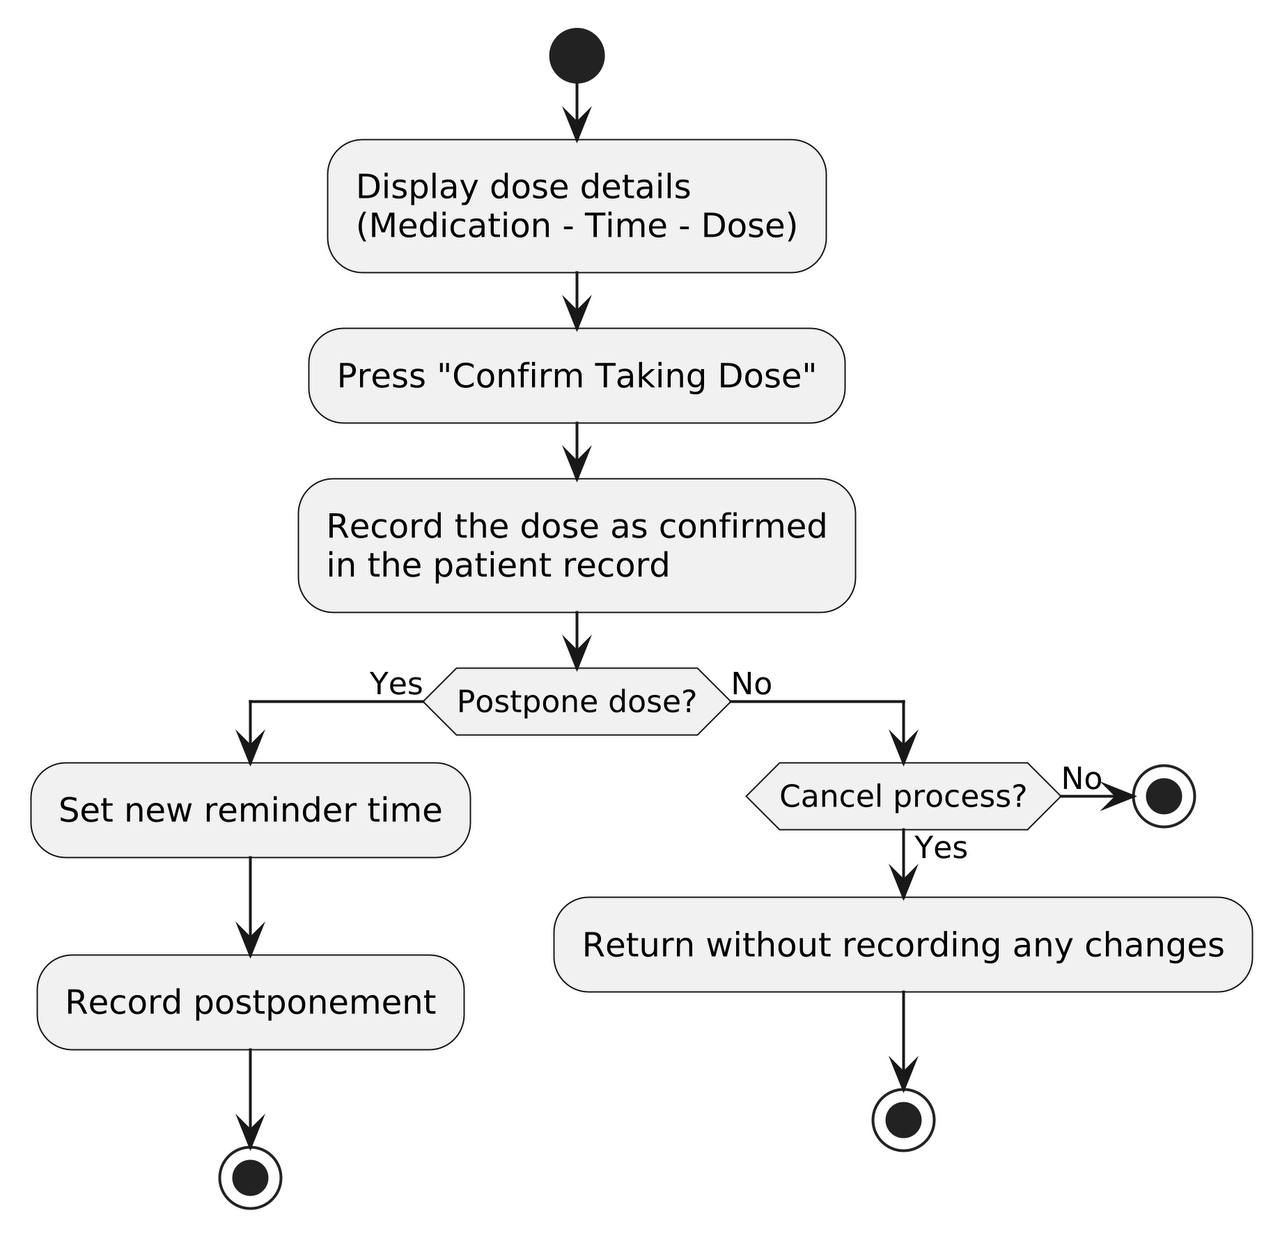 Display dose details
(Medication - Time - Dose)
Press "Confirm Taking Dose"
Record the dose as confirmed
in the patient record
Postpone dose?
Yes
No
Set new reminder time
Record postponement
Cancel process?
No
Yes
Return without recording any changes